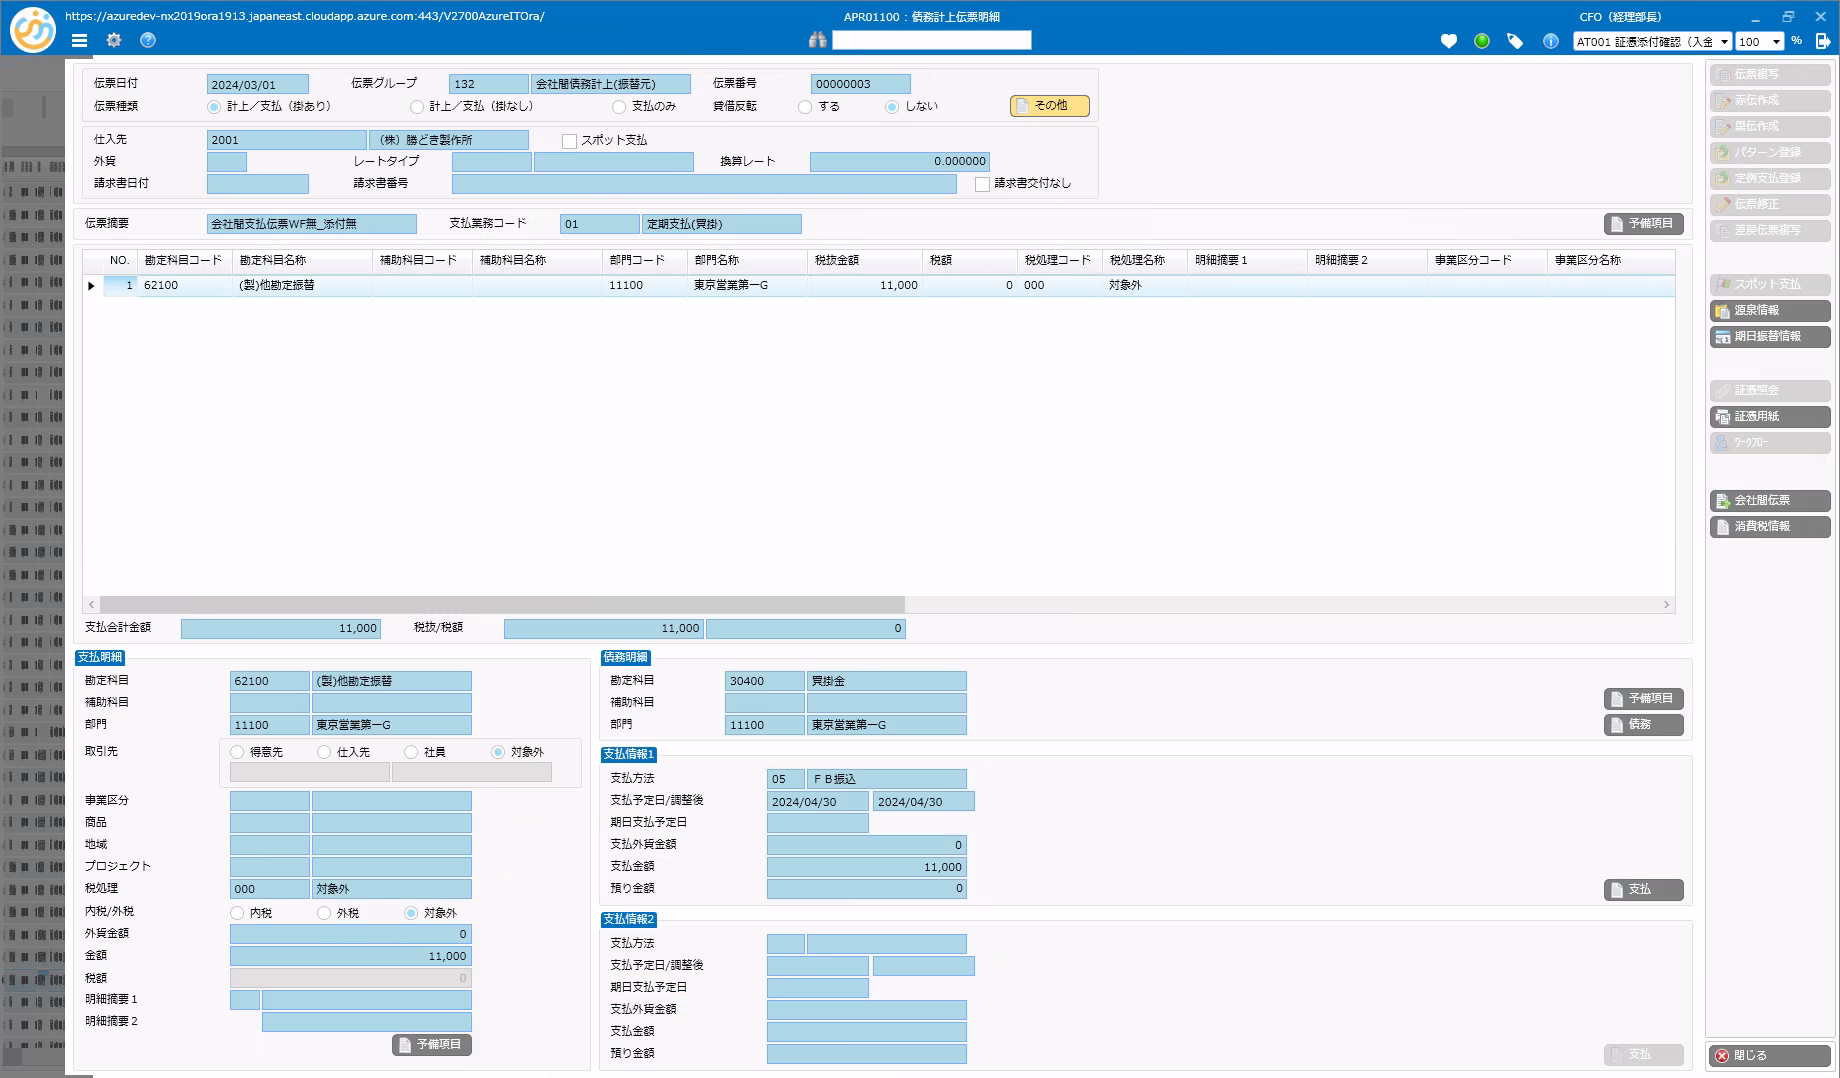 https://azuredev-nx2019ora1913.japaneast.cloudapp.azure.com:443/V2700AzureITOra/
APR01100：債務計上伝票明細
CFO（経理部長）
AT001 証憑添付確認（入金
100
%
伝票日付 2024/03/01 伝票グループ 132 会社間債務計上(振替元) 伝票番号 00000003
伝票種類 計上／支払（掛あり） 計上／支払（掛なし） 支払のみ 貸借反転 する しない その他
仕入先 2001 （株）勝どき製作所 スポット支払
外貨 レートタイプ 換算レート 0.000000
請求書日付 請求書番号 請求書交付なし
伝票摘要 会社間支払伝票WF無_添付無 支払業務コード 01 定期支払(買掛) 予備項目
NO. 勘定科目コード 勘定科目名称 補助科目コード 補助科目名称 部門コード 部門名称 税抜金額 税額 税処理コード 税処理名称 明細摘要１ 明細摘要２ 事業区分コード 事業区分名称
1 62100 (製)他勘定振替 11100 東京営業第一G 11,000 0 000 対象外
支払合計金額 11,000 税抜/税額 11,000 0
支払明細
勘定科目 62100 (製)他勘定振替
補助科目
部門 11100 東京営業第一G
取引先 得意先 仕入先 社員 対象外
事業区分
商品
地域
プロジェクト
税処理 000 対象外
内税/外税 内税 外税 対象外
外貨金額 0
金額 11,000
税額 0
明細摘要１
明細摘要２
予備項目
債務明細
勘定科目 30400 買掛金
補助科目 予備項目
部門 11100 東京営業第一G 債務
支払情報1
支払方法 05 ＦＢ振込
支払予定日/調整後 2024/04/30 2024/04/30
期日支払予定日
支払外貨金額 0
支払金額 11,000
預り金額 0 支払
支払情報2
支払方法
支払予定日/調整後
期日支払予定日
支払外貨金額
支払金額
預り金額 支払
伝票複写
赤伝作成
黒伝作成
パターン登録
定例支払登録
伝票修正
差戻伝票複写
スポット支払
源泉情報
期日振替情報
証憑照会
証憑用紙
ﾜｰｸﾌﾛｰ
会社間伝票
消費税情報
閉じる